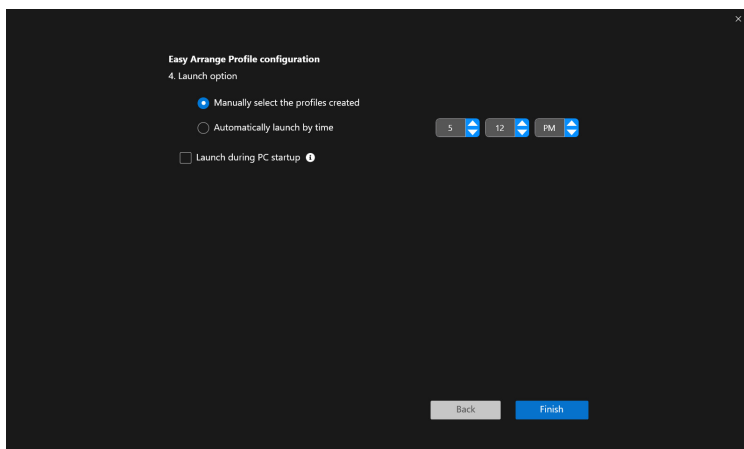 Easy Arrange Profile configuration
4. Launch option
Manually select the profiles created
Automatically launch by time 5 12 PM
Launch during PC startup
Back Finish